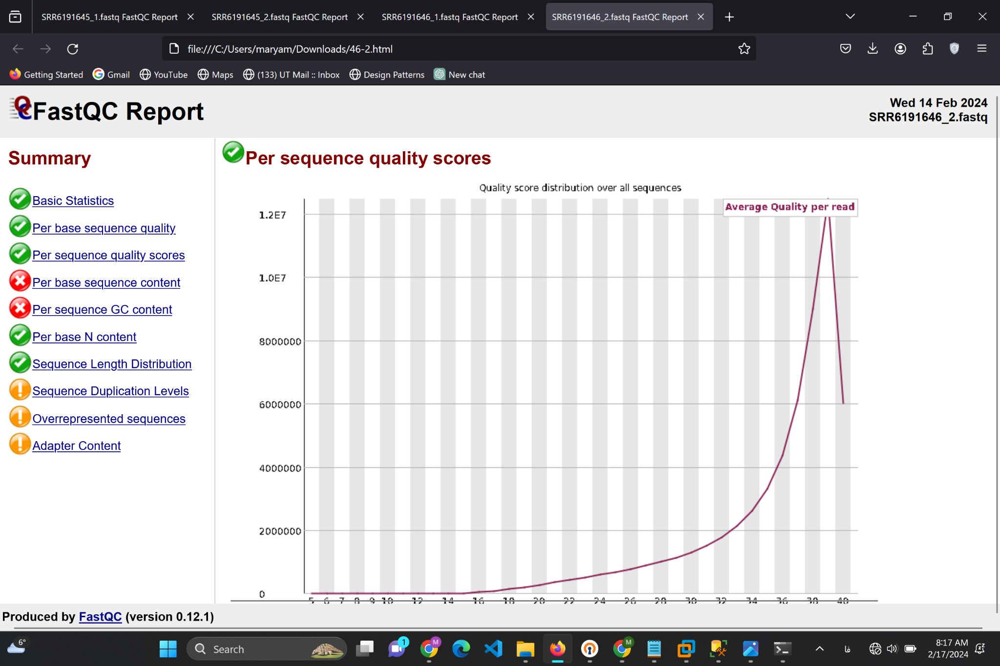 SRR6191645_1.fastq FastQC Report
SRR6191645_2.fastq FastQC Report
SRR6191646_1.fastq FastQC Report
SRR6191646_2.fastq FastQC Report
file:///C:/Users/maryam/Downloads/46-2.html
Getting Started
Gmail
YouTube
Maps
(133) UT Mail :: Inbox
Design Patterns
New chat
FastQC Report
Wed 14 Feb 2024
SRR6191646_2.fastq
Summary
Basic Statistics
Per base sequence quality
Per sequence quality scores
Per base sequence content
Per sequence GC content
Per base N content
Sequence Length Distribution
Sequence Duplication Levels
Overrepresented sequences
Adapter Content
Per sequence quality scores
Quality score distribution over all sequences
Average Quality per read
1.2E7
1.0E7
8000000
6000000
4000000
2000000
0
5 6 7 8 9 10 12 14 16 18 20 22 24 26 28 30 32 34 36 38 40
Produced by FastQC (version 0.12.1)
6°
Search
1
M
M
فا
8:17 AM
2/17/2024